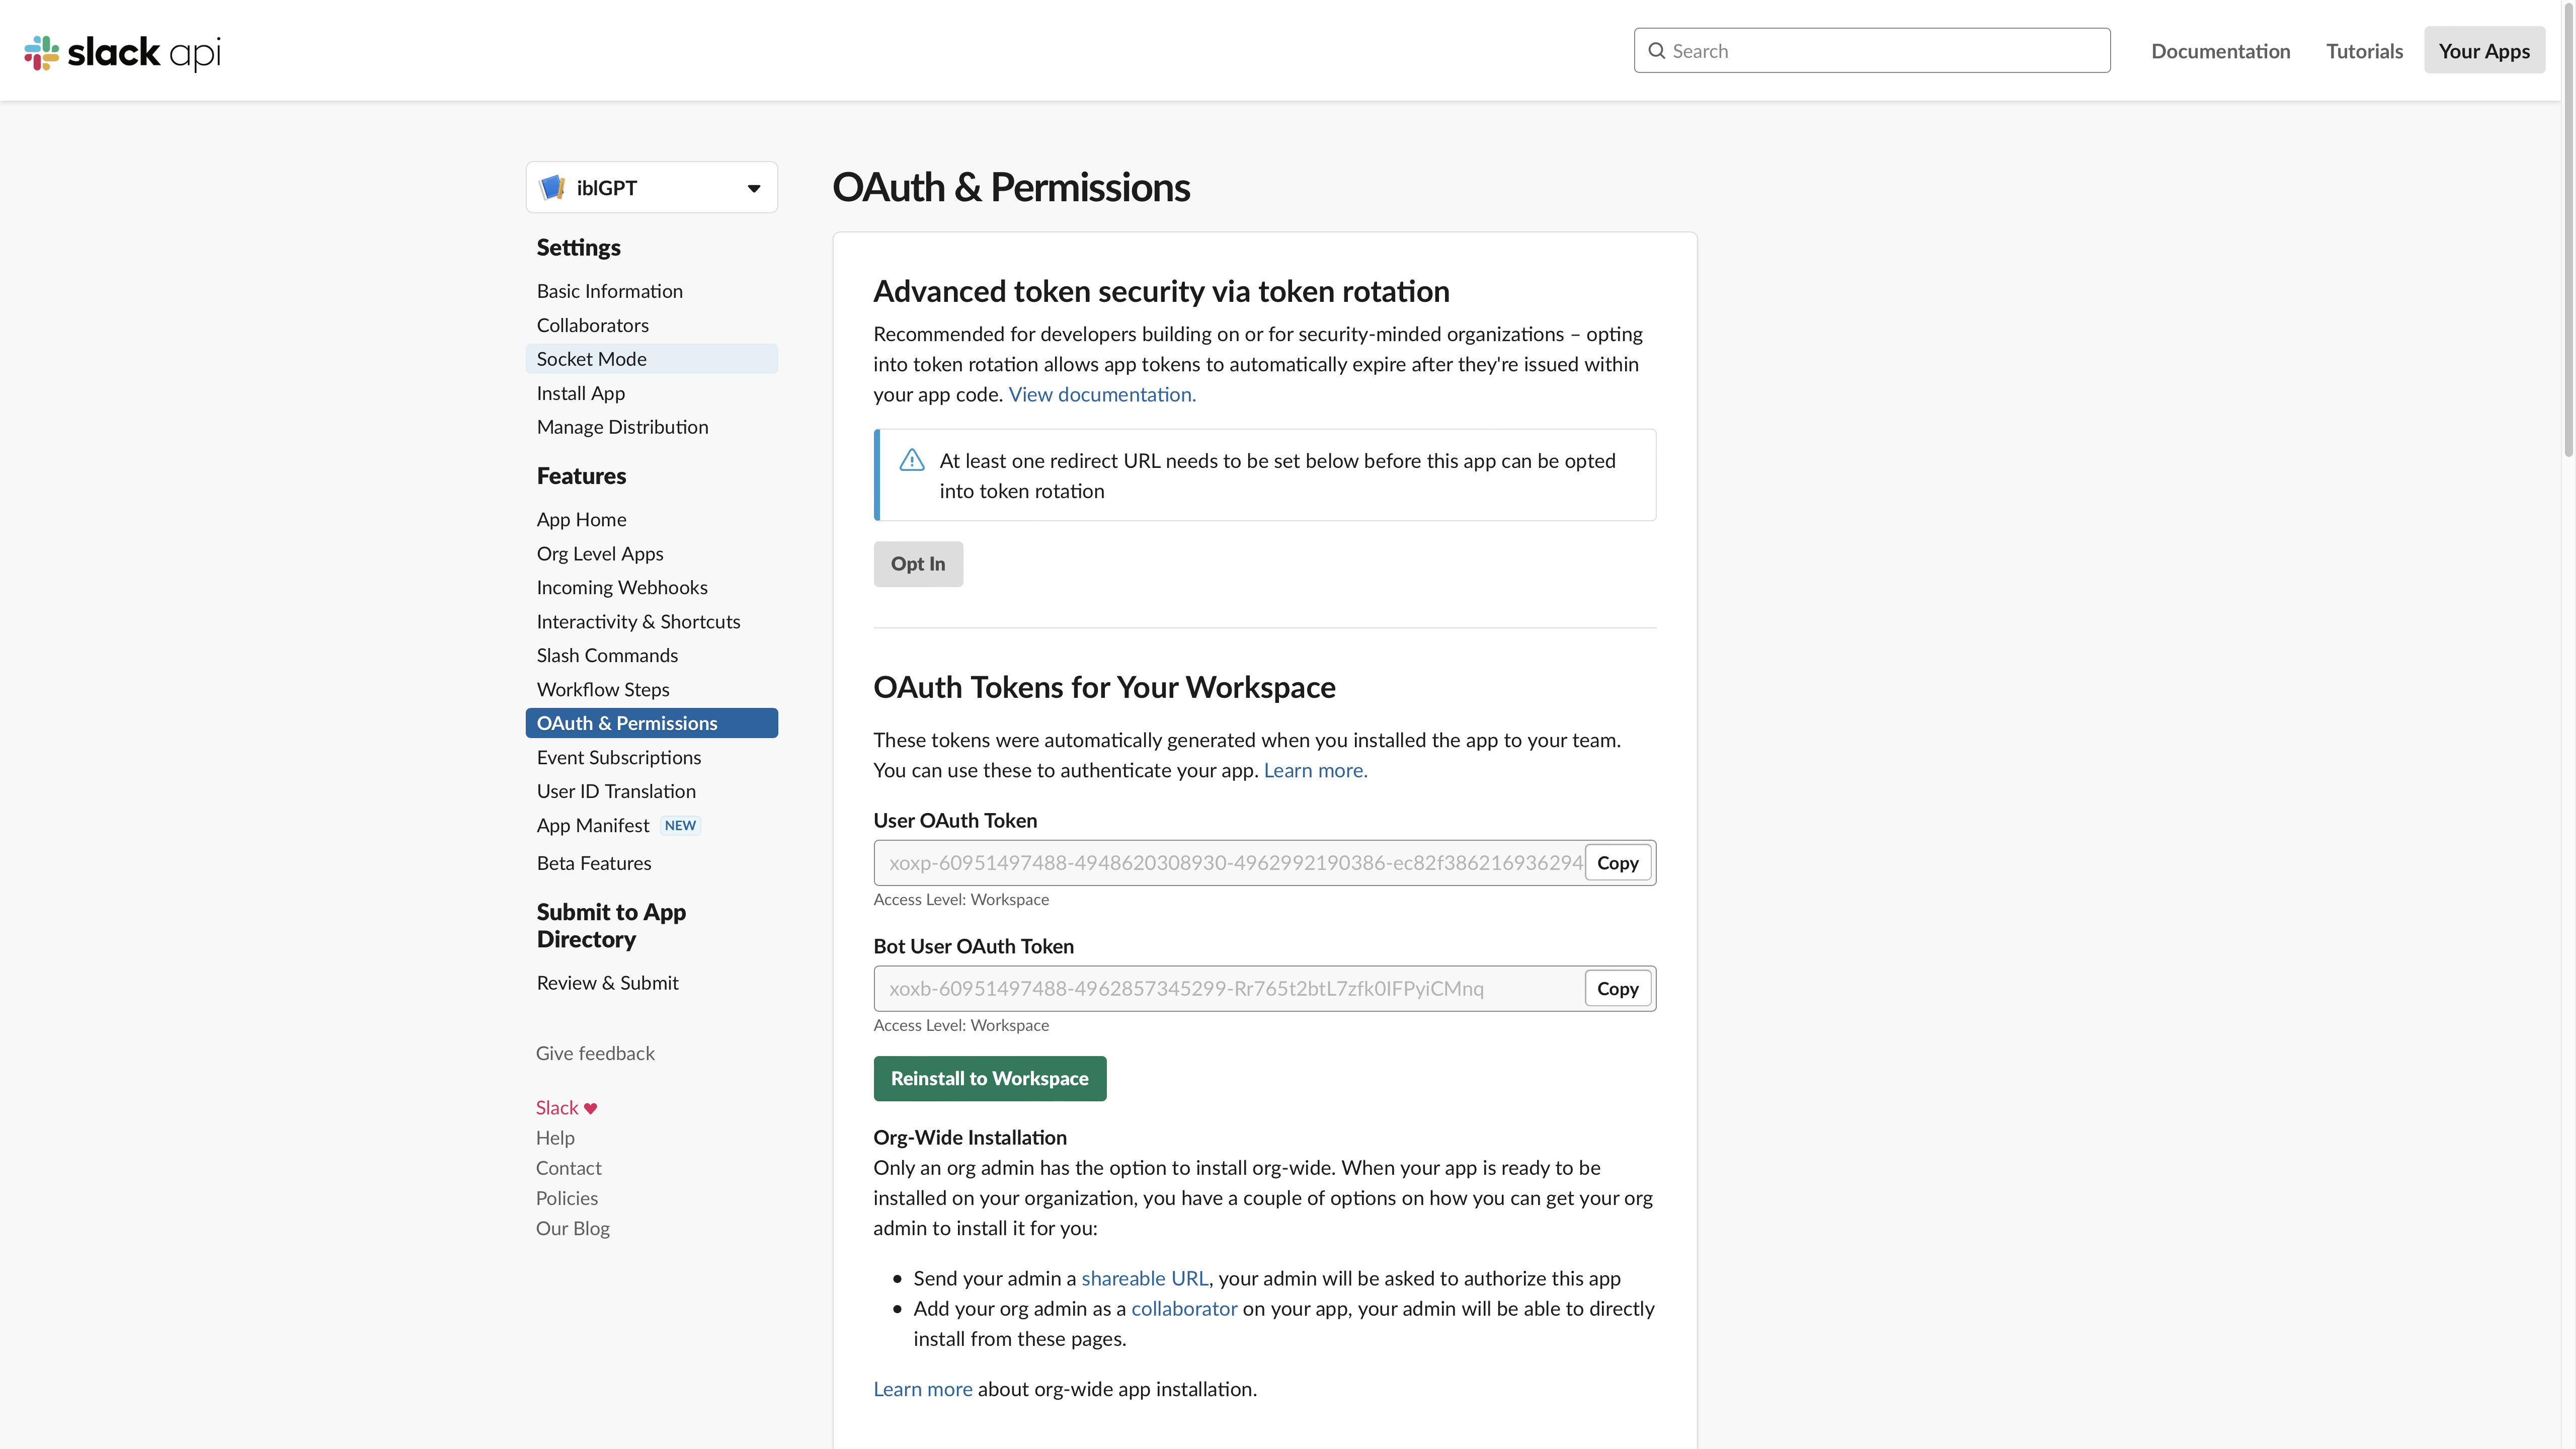 slack api
Search
Documentation
Tutorials
Your Apps
iblGPT
Settings
Basic Information
Collaborators
Socket Mode
Install App
Manage Distribution
Features
App Home
Org Level Apps
Incoming Webhooks
Interactivity & Shortcuts
Slash Commands
Workflow Steps
OAuth & Permissions
Event Subscriptions
User ID Translation
App Manifest NEW
Beta Features
Submit to App
Directory
Review & Submit
Give feedback
Slack ♥
Help
Contact
Policies
Our Blog
OAuth & Permissions
Advanced token security via token rotation
Recommended for developers building on or for security-minded organizations – opting
into token rotation allows app tokens to automatically expire after they're issued within
your app code. View documentation.
At least one redirect URL needs to be set below before this app can be opted
into token rotation
Opt In
OAuth Tokens for Your Workspace
These tokens were automatically generated when you installed the app to your team.
You can use these to authenticate your app. Learn more.
User OAuth Token
xoxp-60951497488-4948620308930-4962992190386-ec82f386216936294 Copy
Access Level: Workspace
Bot User OAuth Token
xoxb-60951497488-4962857345299-Rr765t2btL7zfk0IFPyiCMnq Copy
Access Level: Workspace
Reinstall to Workspace
Org-Wide Installation
Only an org admin has the option to install org-wide. When your app is ready to be
installed on your organization, you have a couple of options on how you can get your org
admin to install it for you:
• Send your admin a shareable URL, your admin will be asked to authorize this app
• Add your org admin as a collaborator on your app, your admin will be able to directly
install from these pages.
Learn more about org-wide app installation.